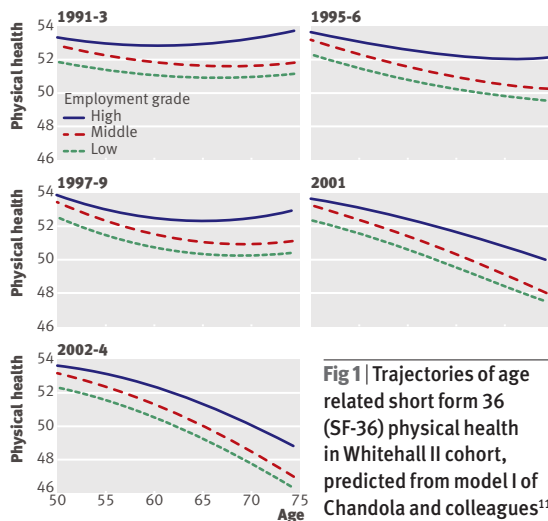 1991-3
1995-6
Physical health
54
52
50
48
46
Employment grade
High
Middle
Low
1997-9
2001
Physical health
54
52
50
48
46
2002-4
Physical health
54
52
50
48
46
50 55 60 65 70 75
Age
Fig 1 | Trajectories of age
related short form 36
(SF-36) physical health
in Whitehall II cohort,
predicted from model I of
Chandola and colleagues11